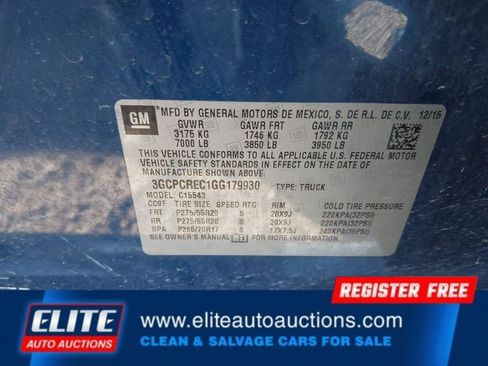 GM
MFD BY GENERAL MOTORS DE MEXICO, S. DE R.L. DE C.V. 12/15
GVWR GAWR FRT GAWR RR
3175 KG 1746 KG 1792 KG
7000 LB 3850 LB 3950 LB
THIS VEHICLE CONFORMS TO ALL APPLICABLE U.S. FEDERAL MOTOR
VEHICLE SAFETY STANDARDS IN EFFECT ON THE DATE OF
MANUFACTURE SHOWN ABOVE.
3GCPCREC1GG179930 TYPE: TRUCK
MODEL: C15543
CC9F TIRE SIZE SPEED RTG RIM COLD TIRE PRESSURE
FRT P275/55R20 S 20X9J 220KPA(32PSI)
RR P275/55R20 S 20X9J 220KPA(32PSI)
SPA P265/70R17 S 17X7.5J 240KPA(35PSI)
SEE OWNER'S MANUAL FOR MORE INFORMATION.
REGISTER FREE
ELITE
AUTO AUCTIONS
www.eliteautoauctions.com
CLEAN & SALVAGE CARS FOR SALE